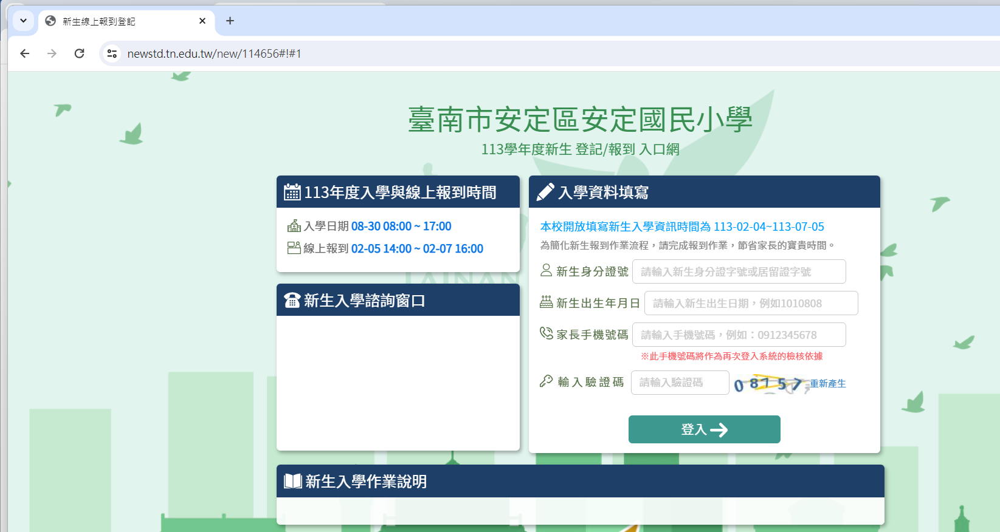 新生線上報到登記
newstd.tn.edu.tw/new/114656#!#1
臺南市安定區安定國民小學
113學年度新生 登記/報到 入口網
113年度入學與線上報到時間
入學日期 08-30 08:00 ~ 17:00
線上報到 02-05 14:00 ~ 02-07 16:00
TAINAN
新生入學諮詢窗口
入學資料填寫
本校開放填寫新生入學資訊時間為 113-02-04~113-07-05
為簡化新生報到作業流程，請完成報到作業，節省家長的寶貴時間。
新生身分證號 請輸入新生身分證字號或居留證字號
新生出生年月日 請輸入新生出生日期，例如1010808
家長手機號碼 請輸入手機號碼，例如：0912345678
※此手機號碼將作為再次登入系統的檢核依據
輸入驗證碼 請輸入驗證碼 08757 重新產生
登入
新生入學作業說明